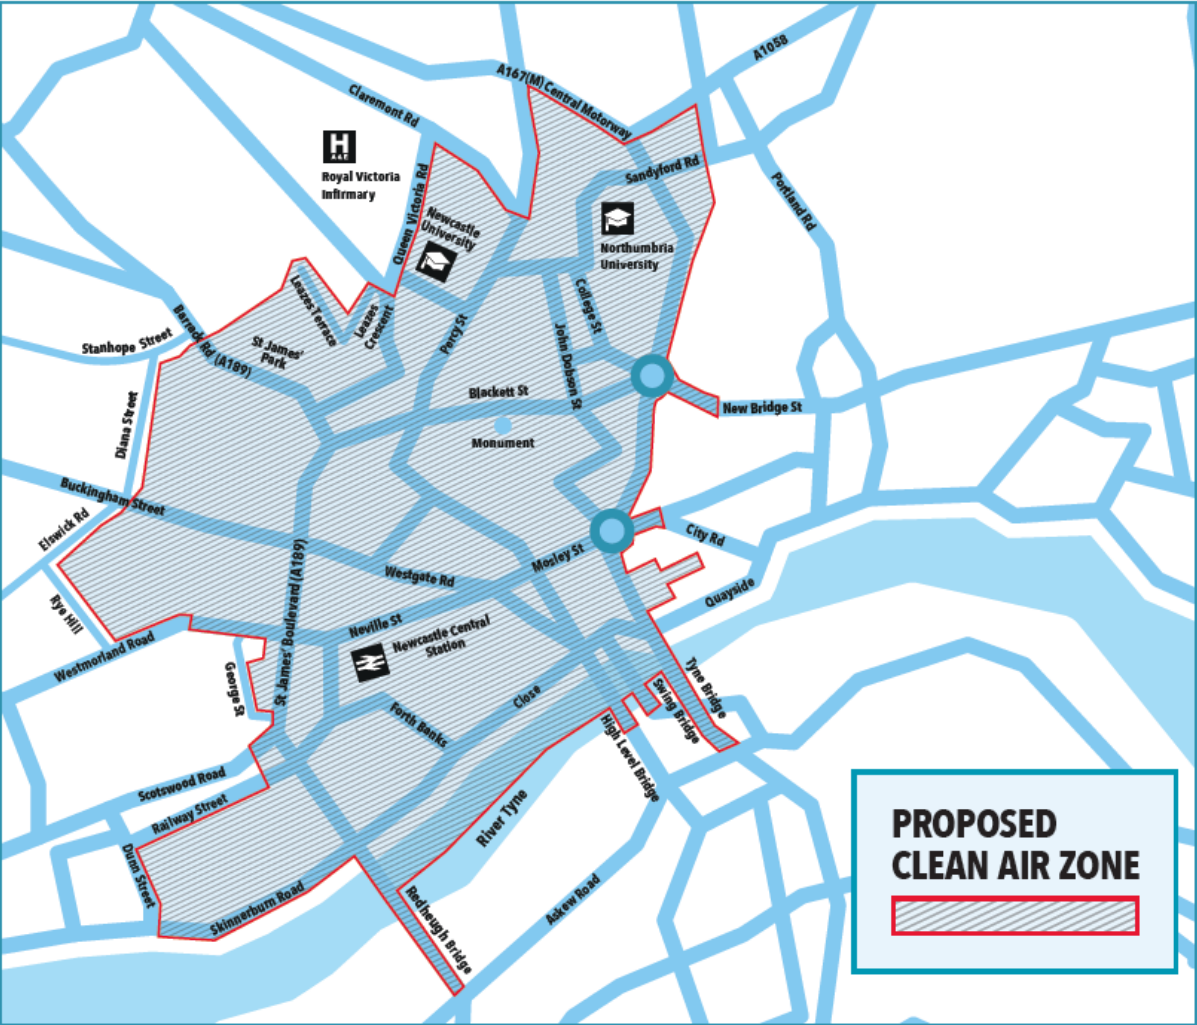 A1058
A167(M) Central Motorway
Claremont Rd
H
A&E
Royal Victoria
Infirmary
Queen Victoria Rd
Newcastle
University
Sandyford Rd
Portland Rd
Northumbria
University
Leazes Terrace
Leazes
Crescent
College St
Barrack Rd (A189)
Stanhope Street
St James'
Park
Percy St
John Dobson St
Diana Street
Blackett St
New Bridge St
Monument
Buckingham Street
Elswick Rd
City Rd
Mosley St
Westgate Rd
Quayside
Rye Hill
Neville St
Newcastle Central
Station
St James' Boulevard (A189)
Westmorland Road
George St
Tyne Bridge
Swing Bridge
Close
Forth Banks
High Level Bridge
Scotswood Road
Railway Street
River Tyne
Dunn Street
Skinnerburn Road
Redheugh Bridge
Askew Road
PROPOSED
CLEAN AIR ZONE